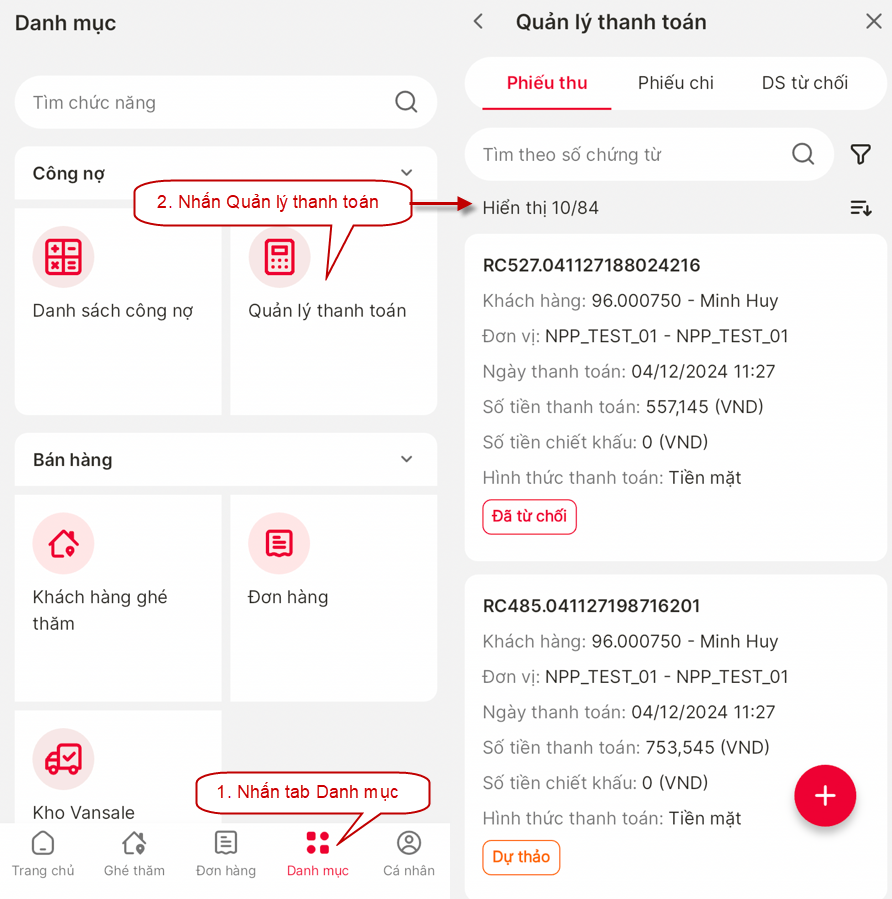 Danh mục
Tìm chức năng
Công nợ
2. Nhấn Quản lý thanh toán
Danh sách công nợ
Quản lý thanh toán
Bán hàng
Khách hàng ghé
thăm
Đơn hàng
Kho Vansale
1. Nhấn tab Danh mục
Trang chủ
Ghé thăm
Đơn hàng
Danh mục
Cá nhân
Quản lý thanh toán
Phiếu thu
Phiếu chi
DS từ chối
Tìm theo số chứng từ
Hiển thị 10/84
RC527.041127188024216
Khách hàng: 96.000750 - Minh Huy
Đơn vị: NPP_TEST_01 - NPP_TEST_01
Ngày thanh toán: 04/12/2024 11:27
Số tiền thanh toán: 557,145 (VND)
Số tiền chiết khấu: 0 (VND)
Hình thức thanh toán: Tiền mặt
Đã từ chối
RC485.041127198716201
Khách hàng: 96.000750 - Minh Huy
Đơn vị: NPP_TEST_01 - NPP_TEST_01
Ngày thanh toán: 04/12/2024 11:27
Số tiền thanh toán: 753,545 (VND)
Số tiền chiết khấu: 0 (VND)
Hình thức thanh toán: Tiền mặt
Dự thảo